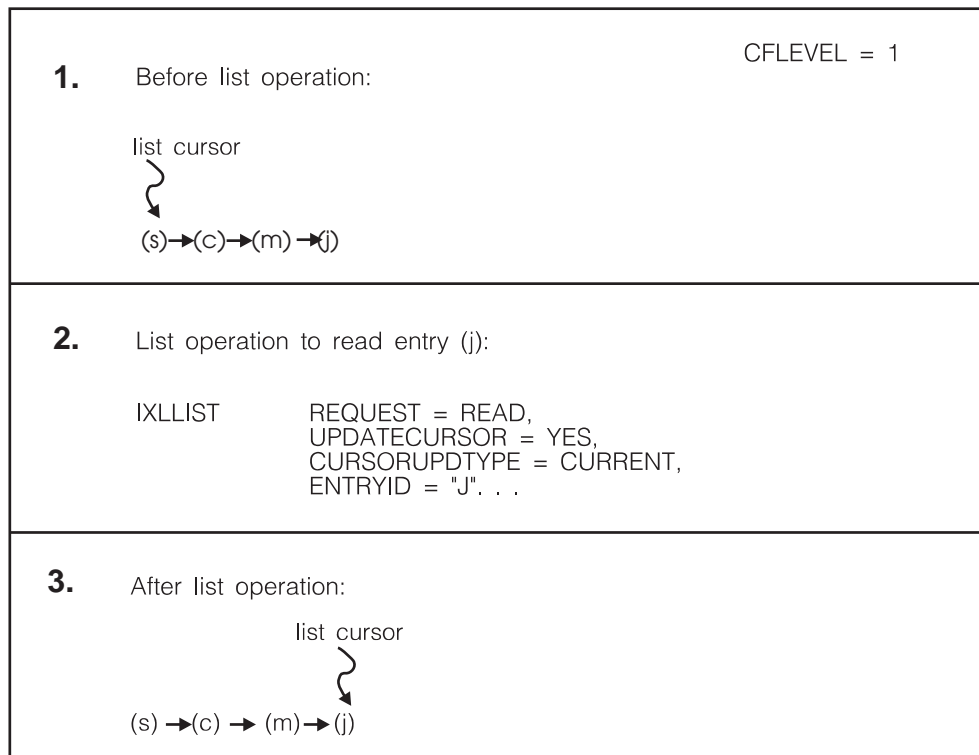 CFLEVEL = 1
1. Before list operation:
list cursor
(s)→(c)→(m)→(j)
2. List operation to read entry (j):
IXLLIST REQUEST = READ,
UPDATECURSOR = YES,
CURSORUPDTYPE = CURRENT,
ENTRYID = "J". . .
3. After list operation:
list cursor
(s) →(c) → (m)→ (j)